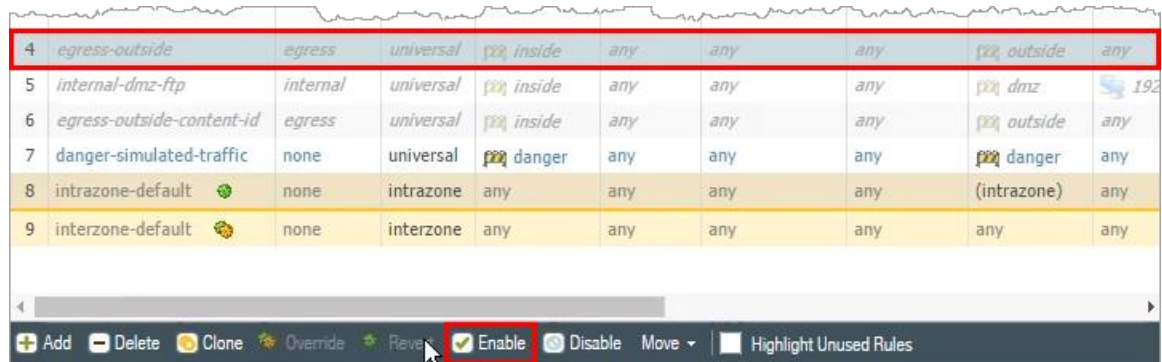 4 egress-outside egress universal inside any any any outside any
5 internal-dmz-ftp internal universal inside any any any dmz 192
6 egress-outside-content-id egress universal inside any any any outside any
7 danger-simulated-traffic none universal danger any any any danger any
8 intrazone-default none intrazone any any any any (intrazone) any
9 interzone-default none interzone any any any any any any
Add Delete Clone Override Enable Disable Move Highlight Unused Rules